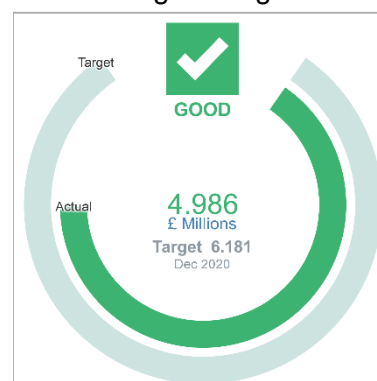 Target
GOOD
Actual
4.986
£ Millions
Target 6.181
Dec 2020